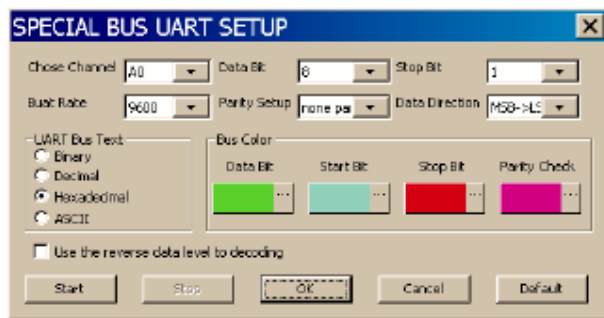 SPECIAL BUS UART SETUP
Chose Channel A0 Data Bit 8 Stop Bit 1
Buat Rate 9600 Parity Setup none par Data Direction MSB->LS
UART Bus Text
Binary
Decimal
Hexadecimal
ASCII
Bus Color
Data Bit Start Bit Stop Bit Parity Check
... ... ... ...
Use the reverse data level to decoding
Start Stop OK Cancel Default